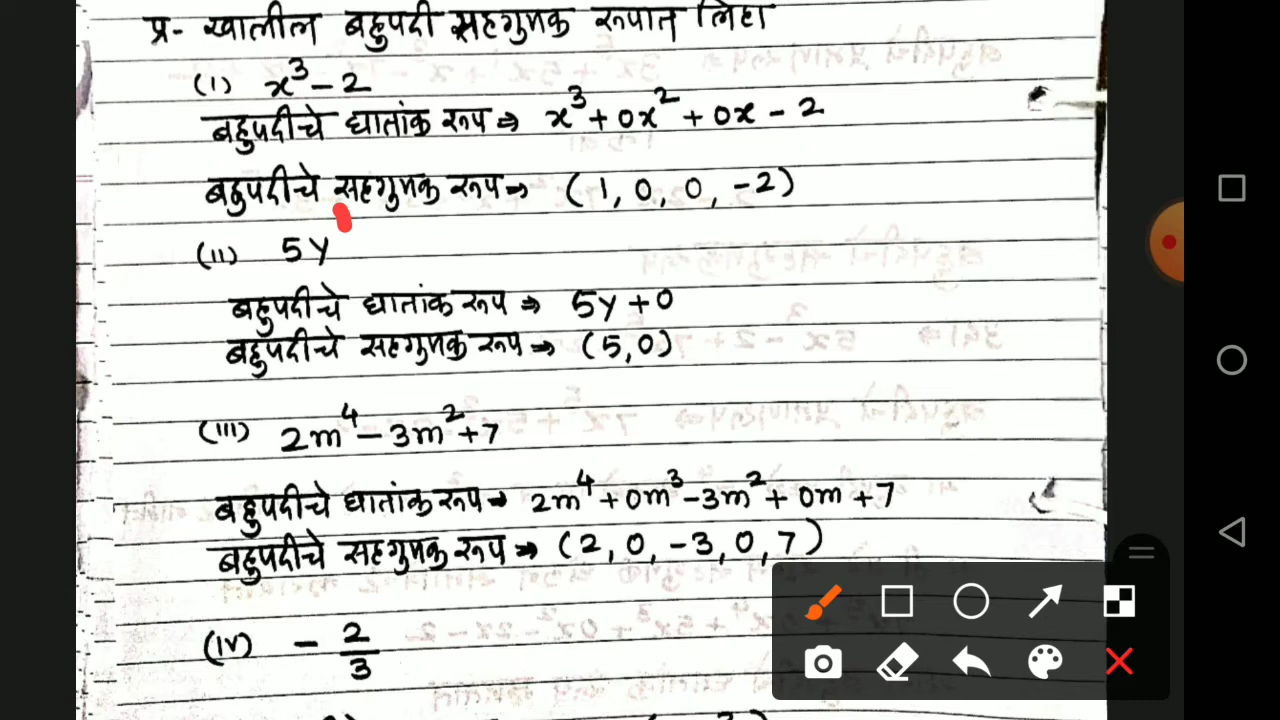 प्र- खालील बहुपदी सहगुणक रूपात लिहा
(i) x³ - 2
बहुपदीचे घातांक रूप ⇒ x³ + 0x² + 0x - 2
बहुपदीचे सहगुणक रूप ⇒ (1, 0, 0, -2)
(ii) 5y
बहुपदीचे घातांक रूप ⇒ 5y + 0
बहुपदीचे सहगुणक रूप ⇒ (5, 0)
(iii) 2m⁴ - 3m² + 7
बहुपदीचे घातांक रूप ⇒ 2m⁴ + 0m³ - 3m² + 0m + 7
बहुपदीचे सहगुणक रूप ⇒ (2, 0, -3, 0, 7)
(iv) - 2/3